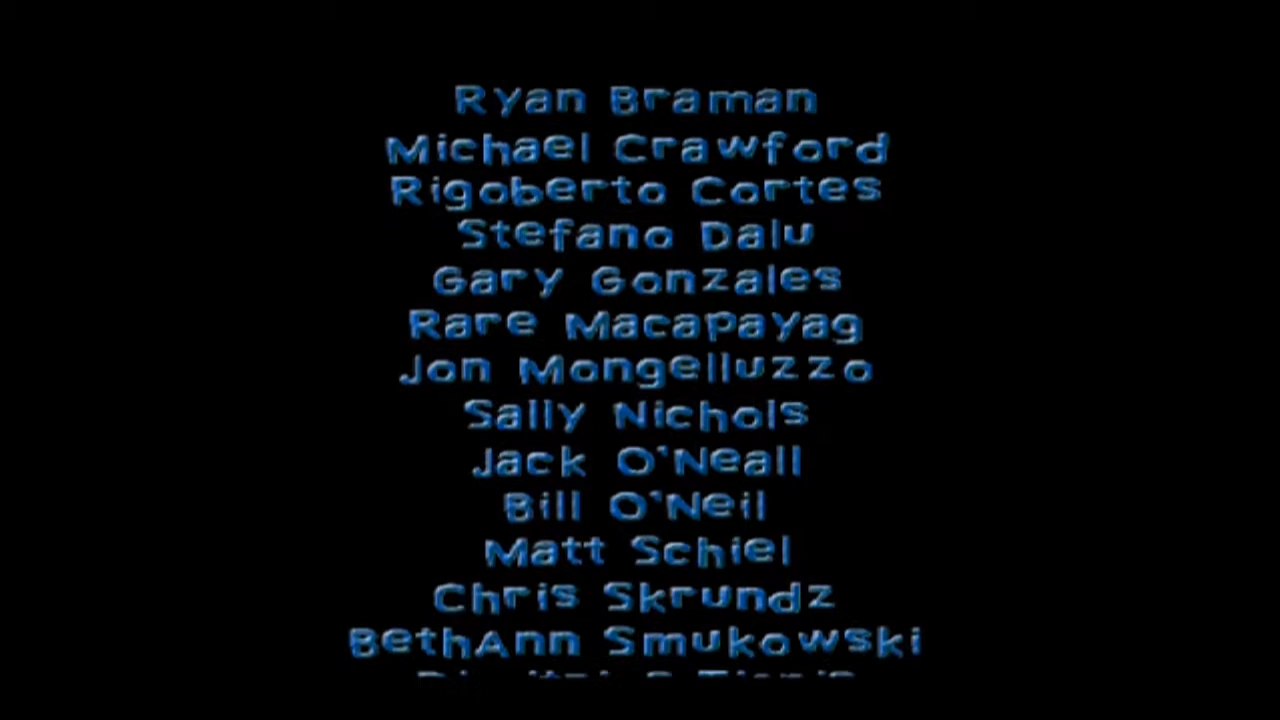 Ryan Braman
Michael Crawford
Rigoberto Cortes
Stefano Dalu
Gary Gonzales
Rare Macapayag
Jon Mongelluzzo
Sally Nichols
Jack O'Neall
Bill O'Neil
Matt Schiel
Chris Skrundz
BethAnn Smukowski